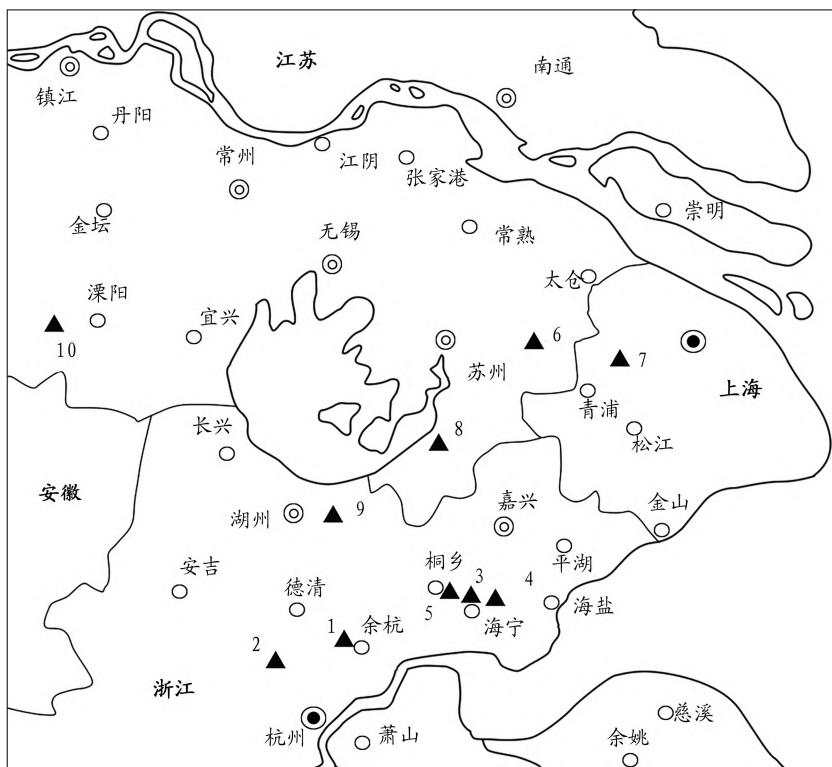 江苏
南通
镇江
丹阳
常州
江阴
张家港
金坛
无锡
常熟
崇明
太仓
溧阳
宜兴
10
6
7
苏州
上海
青浦
长兴
8
松江
安徽
湖州
9
嘉兴
金山
安吉
德清
桐乡
3
4
平湖
5
海宁
海盐
1
余杭
2
浙江
杭州
萧山
慈溪
余姚